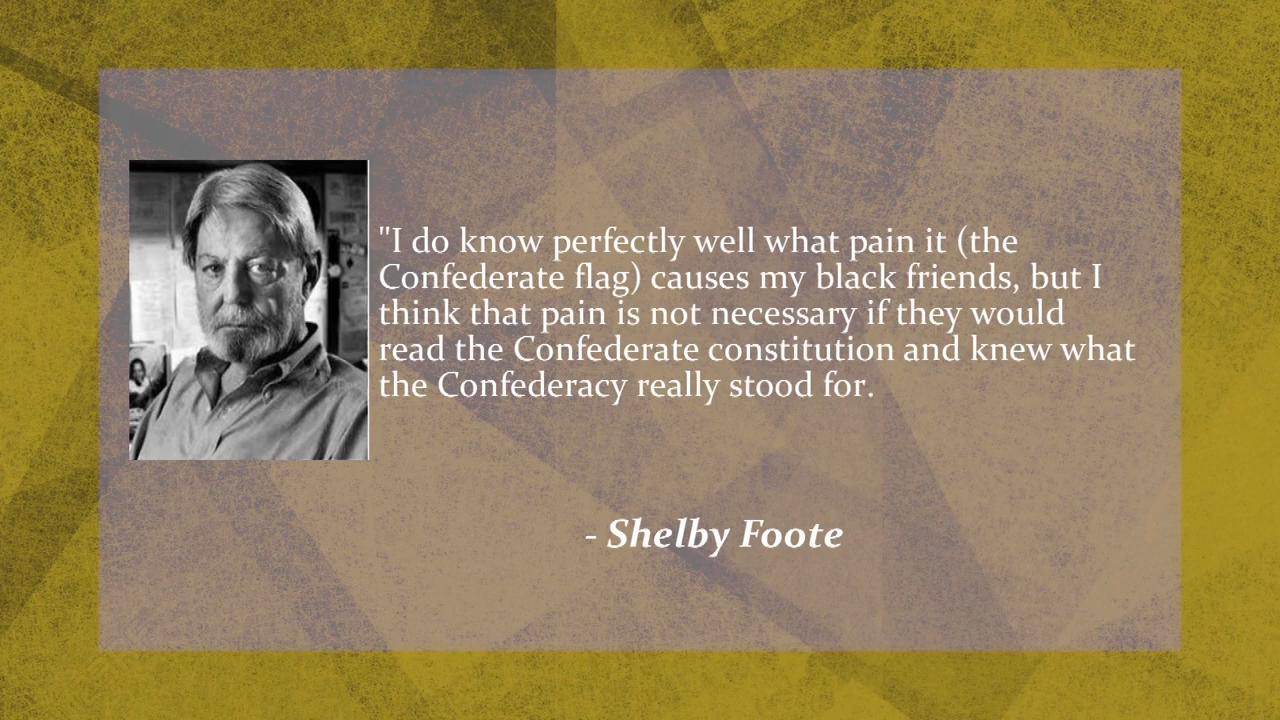 "I do know perfectly well what pain it (the
Confederate flag) causes my black friends, but I
think that pain is not necessary if they would
read the Confederate constitution and knew what
the Confederacy really stood for.
- Shelby Foote